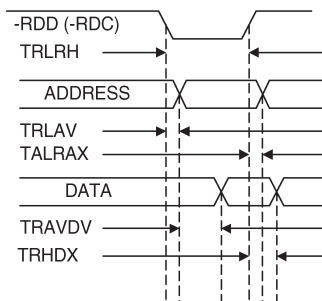 -RDD (-RDC)
TRLRH
ADDRESS
TRLAV
TALRAX
DATA
TRAVDV
TRHDX